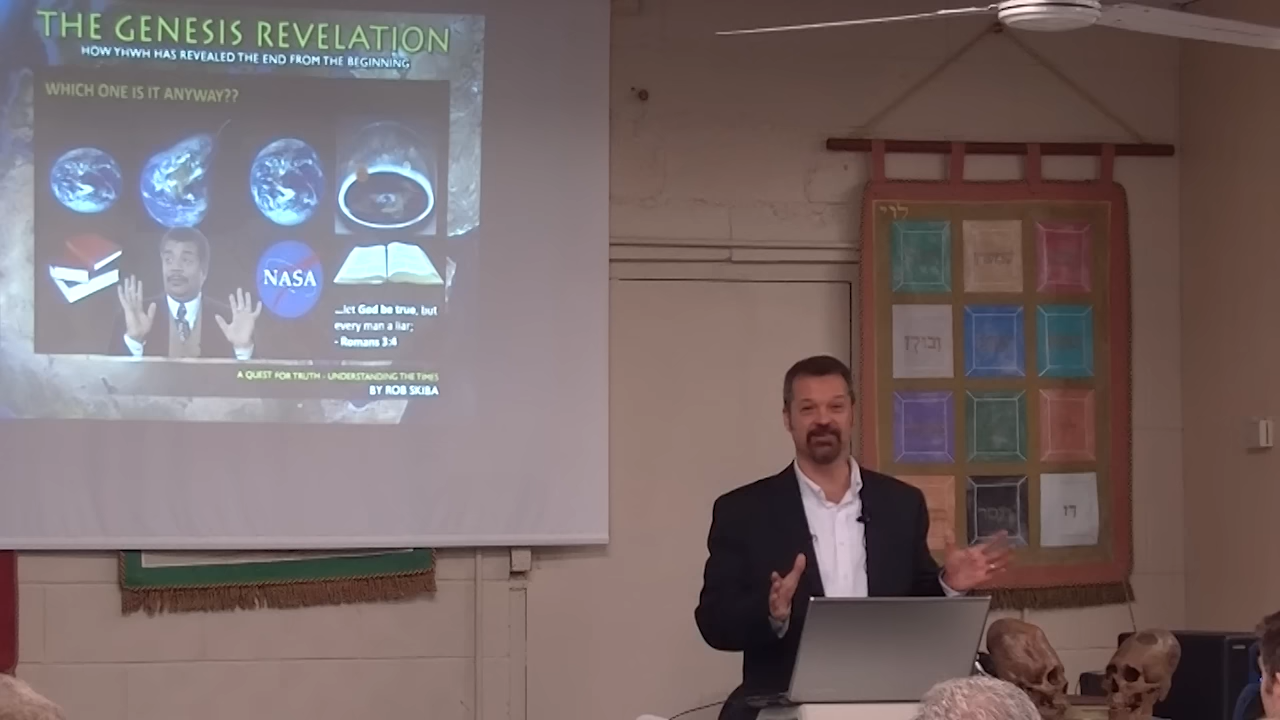 THE GENESIS REVELATION
HOW YHWH HAS REVEALED THE END FROM THE BEGINNING
WHICH ONE IS IT ANYWAY??
NASA
...let God be true, but
every man a liar;
- Romans 3:4
A QUEST FOR TRUTH - UNDERSTANDING THE TIMES
BY ROB SKIBA
לוי